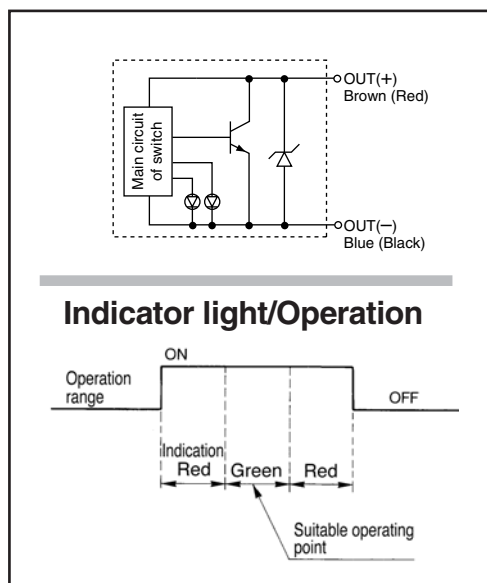 Main circuit
of switch
OUT(+)
Brown (Red)
OUT(−)
Blue (Black)
Indicator light/Operation
ON
Operation
range
OFF
Indication
Red
Green
Red
Suitable operating
point